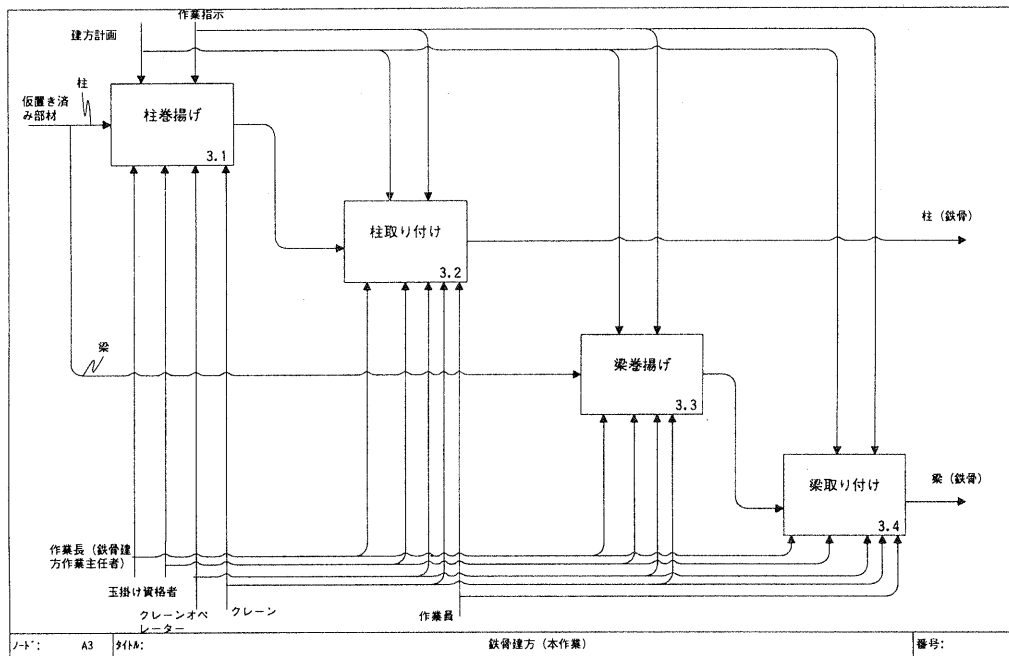 作業指示
建方計画
柱
仮置き済
み部材
柱巻揚げ
3.1
柱取り付け
3.2
柱（鉄骨）
梁
梁巻揚げ
3.3
梁取り付け
3.4
梁（鉄骨）
作業長（鉄骨建
方作業主任者）
玉掛け資格者
クレーンオペ
レーター
クレーン
作業員
ﾉｰﾄﾞ: A3 ﾀｲﾄﾙ: 鉄骨建方（本作業） 番号: